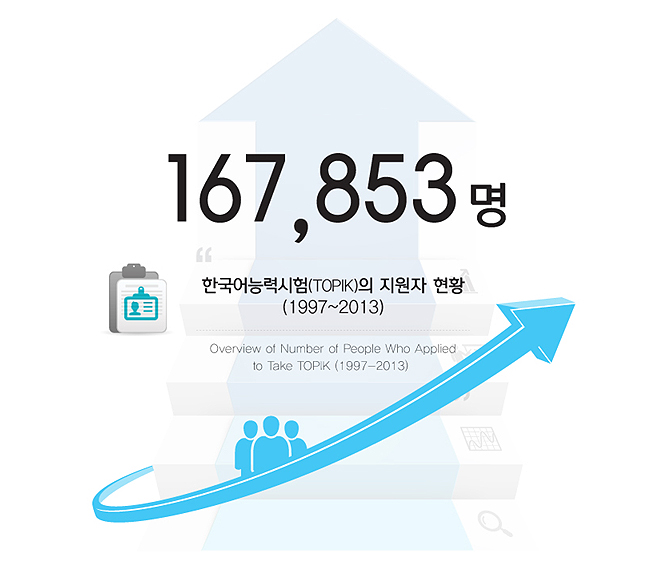 167,853명
한국어능력시험(TOPIK)의 지원자 현황
(1997~2013)
Overview of Number of People Who Applied
to Take TOPIK (1997-2013)